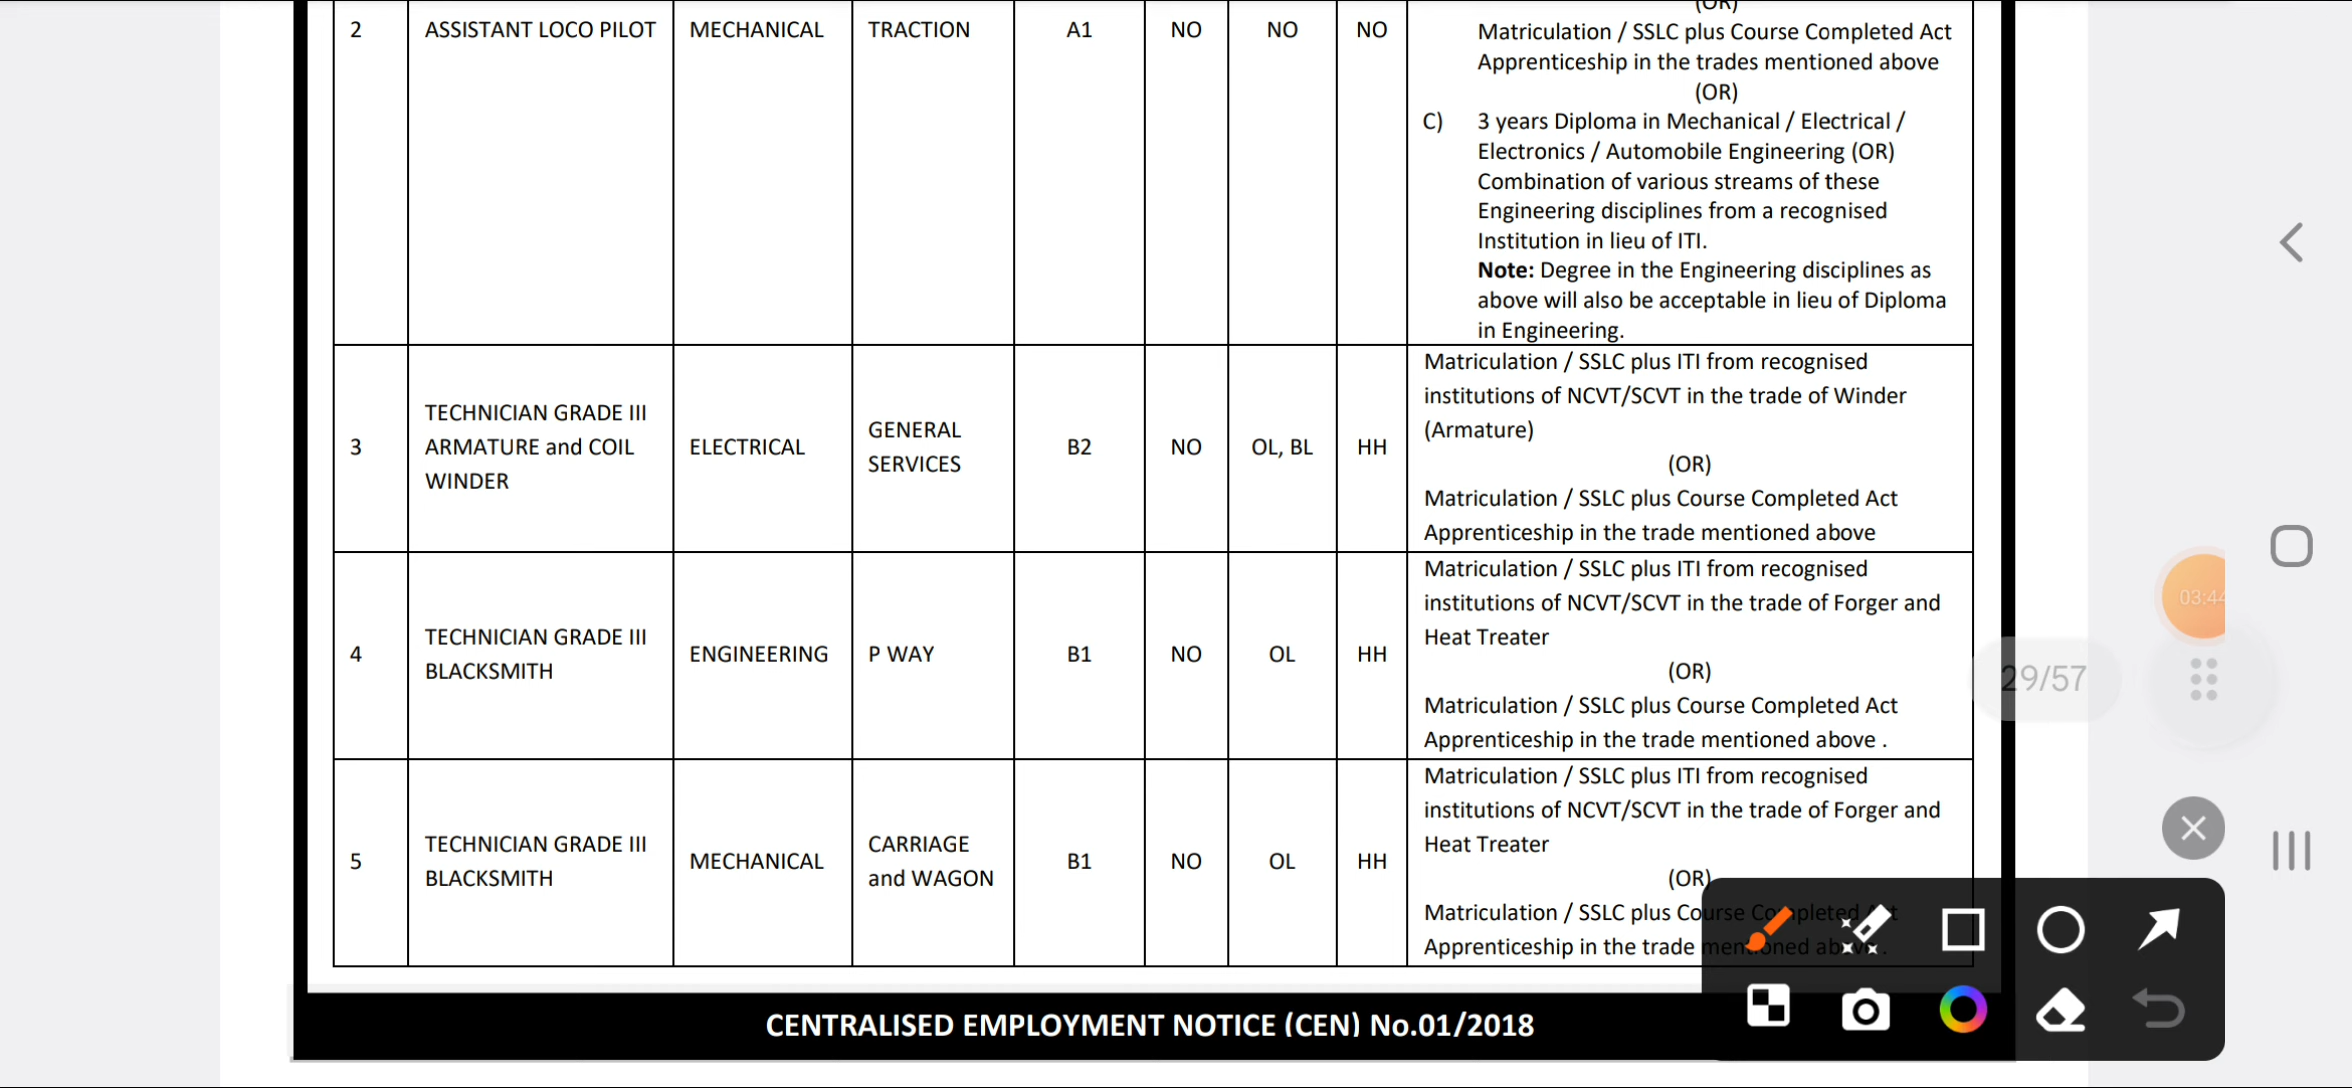 (OR)
2 ASSISTANT LOCO PILOT MECHANICAL TRACTION A1 NO NO NO
Matriculation / SSLC plus Course Completed Act
Apprenticeship in the trades mentioned above
(OR)
C) 3 years Diploma in Mechanical / Electrical /
Electronics / Automobile Engineering (OR)
Combination of various streams of these
Engineering disciplines from a recognised
Institution in lieu of ITI.
Note: Degree in the Engineering disciplines as
above will also be acceptable in lieu of Diploma
in Engineering.
3
TECHNICIAN GRADE III
ARMATURE and COIL
WINDER
ELECTRICAL
GENERAL
SERVICES
B2 NO OL, BL HH
Matriculation / SSLC plus ITI from recognised
institutions of NCVT/SCVT in the trade of Winder
(Armature)
(OR)
Matriculation / SSLC plus Course Completed Act
Apprenticeship in the trade mentioned above
4
TECHNICIAN GRADE III
BLACKSMITH
ENGINEERING P WAY B1 NO OL HH
Matriculation / SSLC plus ITI from recognised
institutions of NCVT/SCVT in the trade of Forger and
Heat Treater
(OR)
Matriculation / SSLC plus Course Completed Act
Apprenticeship in the trade mentioned above .
5
TECHNICIAN GRADE III
BLACKSMITH
MECHANICAL
CARRIAGE
and WAGON
B1 NO OL HH
Matriculation / SSLC plus ITI from recognised
institutions of NCVT/SCVT in the trade of Forger and
Heat Treater
(OR)
Matriculation / SSLC plus Course Completed Act
Apprenticeship in the trade mentioned above .
CENTRALISED EMPLOYMENT NOTICE (CEN) No.01/2018
03:44
29/57